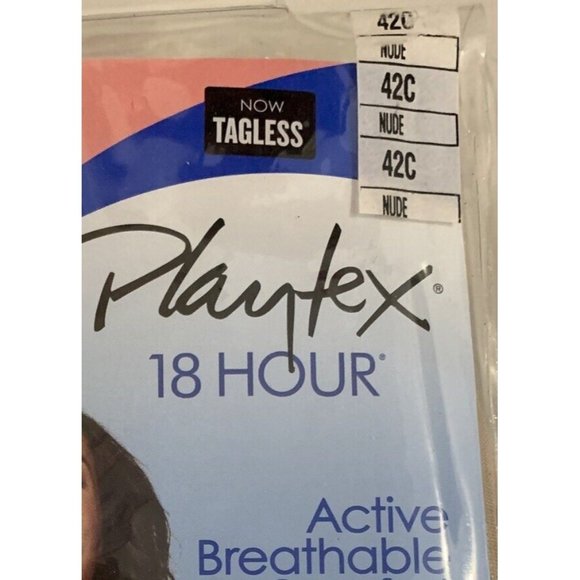 42C
NUDE
42C
NUDE
42C
NUDE
NOW
TAGLESS®
Playtex®
18 HOUR®
Active
Breathable